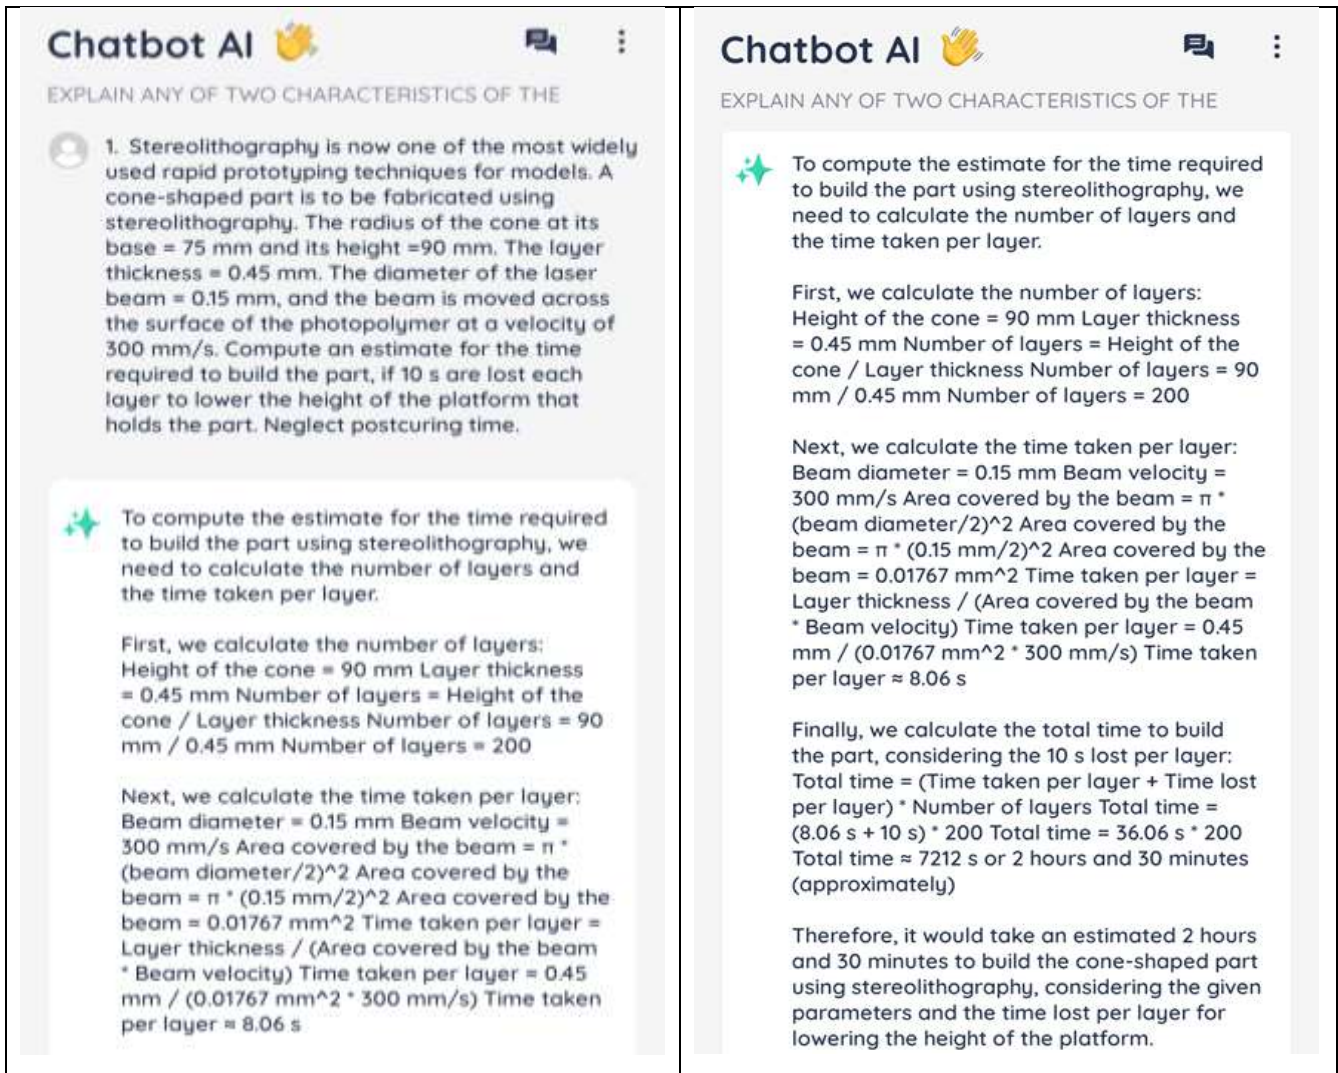 Chatbot AI 👋
EXPLAIN ANY OF TWO CHARACTERISTICS OF THE
1. Stereolithography is now one of the most widely
used rapid prototyping techniques for models. A
cone-shaped part is to be fabricated using
stereolithography. The radius of the cone at its
base = 75 mm and its height =90 mm. The layer
thickness = 0.45 mm. The diameter of the laser
beam = 0.15 mm, and the beam is moved across
the surface of the photopolymer at a velocity of
300 mm/s. Compute an estimate for the time
required to build the part, if 10 s are lost each
layer to lower the height of the platform that
holds the part. Neglect postcuring time.
To compute the estimate for the time required
to build the part using stereolithography, we
need to calculate the number of layers and
the time taken per layer.
First, we calculate the number of layers:
Height of the cone = 90 mm Layer thickness
= 0.45 mm Number of layers = Height of the
cone / Layer thickness Number of layers = 90
mm / 0.45 mm Number of layers = 200
Next, we calculate the time taken per layer:
Beam diameter = 0.15 mm Beam velocity =
300 mm/s Area covered by the beam = π *
(beam diameter/2)^2 Area covered by the
beam = π * (0.15 mm/2)^2 Area covered by the
beam = 0.01767 mm^2 Time taken per layer =
Layer thickness / (Area covered by the beam
* Beam velocity) Time taken per layer = 0.45
mm / (0.01767 mm^2 * 300 mm/s) Time taken
per layer ≈ 8.06 s
Chatbot AI 👋
EXPLAIN ANY OF TWO CHARACTERISTICS OF THE
To compute the estimate for the time required
to build the part using stereolithography, we
need to calculate the number of layers and
the time taken per layer.
First, we calculate the number of layers:
Height of the cone = 90 mm Layer thickness
= 0.45 mm Number of layers = Height of the
cone / Layer thickness Number of layers = 90
mm / 0.45 mm Number of layers = 200
Next, we calculate the time taken per layer:
Beam diameter = 0.15 mm Beam velocity =
300 mm/s Area covered by the beam = π *
(beam diameter/2)^2 Area covered by the
beam = π * (0.15 mm/2)^2 Area covered by the
beam = 0.01767 mm^2 Time taken per layer =
Layer thickness / (Area covered by the beam
* Beam velocity) Time taken per layer = 0.45
mm / (0.01767 mm^2 * 300 mm/s) Time taken
per layer ≈ 8.06 s
Finally, we calculate the total time to build
the part, considering the 10 s lost per layer:
Total time = (Time taken per layer + Time lost
per layer) * Number of layers Total time =
(8.06 s + 10 s) * 200 Total time = 36.06 s * 200
Total time ≈ 7212 s or 2 hours and 30 minutes
(approximately)
Therefore, it would take an estimated 2 hours
and 30 minutes to build the cone-shaped part
using stereolithography, considering the given
parameters and the time lost per layer for
lowering the height of the platform.